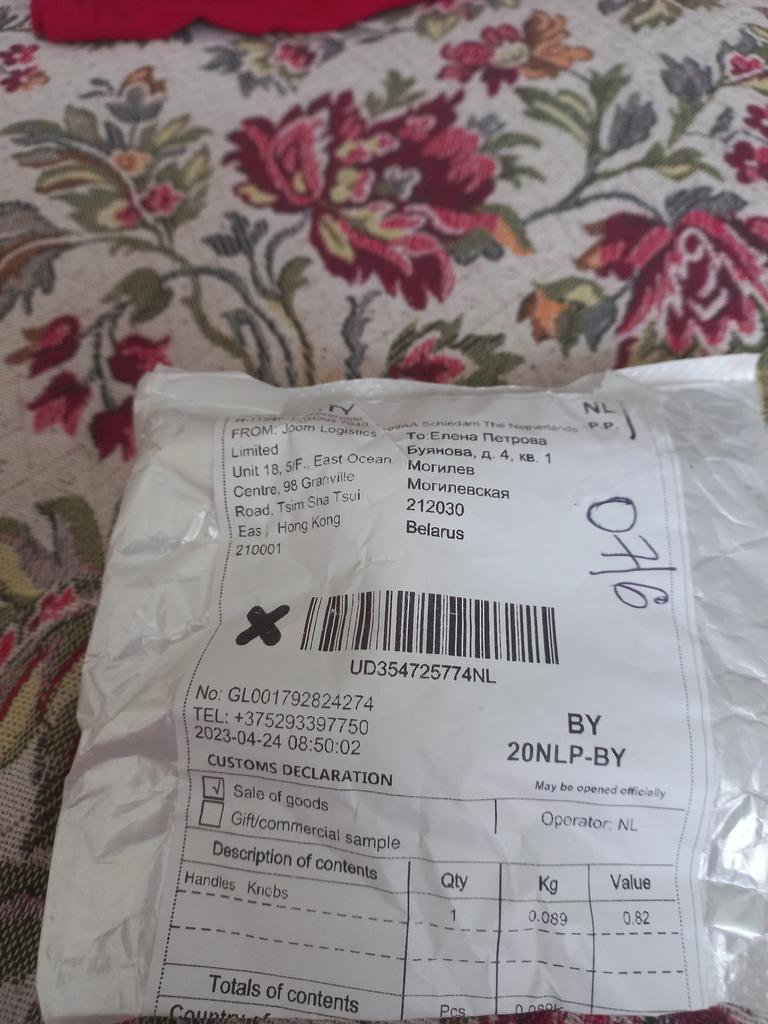 NL
P.P.
Schiedam The Netherlands
FROM: Joom Logistics
Limited
Unit 18, 5/F., East Ocean
Centre, 98 Granville
Road, Tsim Sha Tsui
Eas , Hong Kong
210001
To:Елена Петрова
Буянова, д. 4, кв. 1
Могилев
Могилевская
212030
Belarus
0716
UD354725774NL
No: GL001792824274
TEL: +375293397750
2023-04-24 08:50:02
BY
20NLP-BY
CUSTOMS DECLARATION
May be opened officially
Sale of goods
Gift/commercial sample
Operator: NL
Description of contents Qty Kg Value
Handles Knobs 1 0.089 0.82
Totals of contents Pcs
Country of